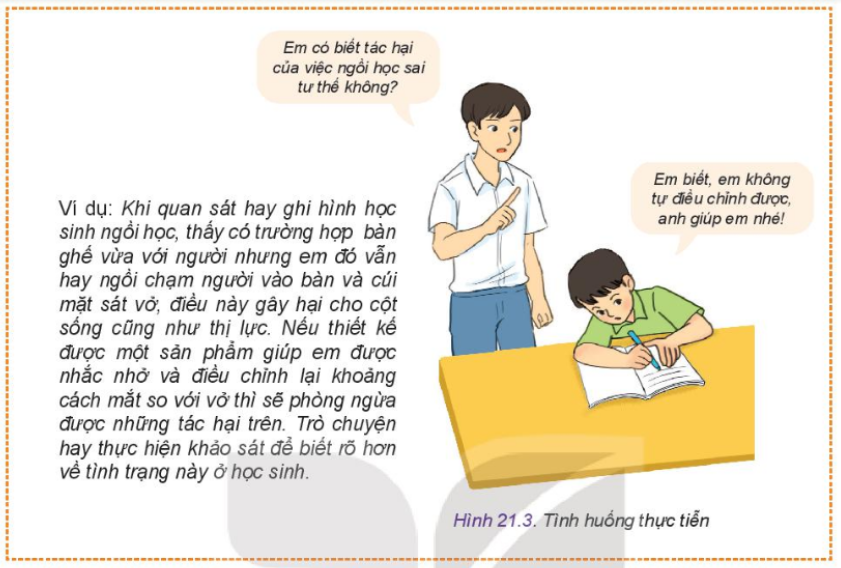 Em có biết tác hại
của việc ngồi học sai
tư thế không?
Em biết, em không
tự điều chỉnh được,
anh giúp em nhé!
Ví dụ: Khi quan sát hay ghi hình học
sinh ngồi học, thấy có trường hợp bàn
ghế vừa với người nhưng em đó vẫn
hay ngồi chạm người vào bàn và cúi
mặt sát vở, điều này gây hại cho cột
sống cũng như thị lực. Nếu thiết kế
được một sản phẩm giúp em được
nhắc nhở và điều chỉnh lại khoảng
cách mắt so với vở thì sẽ phòng ngừa
được những tác hại trên. Trò chuyện
hay thực hiện khảo sát để biết rõ hơn
về tình trạng này ở học sinh.
Hình 21.3. Tình huống thực tiễn